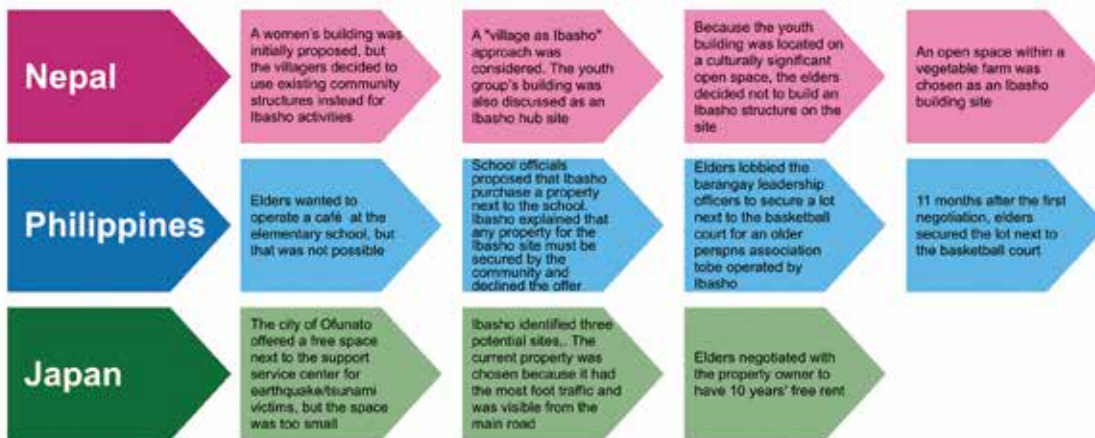 Nepal
A women's building was
initially proposed, but
the villagers decided to
use existing community
structures instead for
Ibasho activities
A "village as Ibasho"
approach was
considered. The youth
group's building was
also discussed as an
Ibasho hub site
Because the youth
building was located on
a culturally significant
open space, the elders
decided not to build an
Ibasho structure on the
site
An open space within a
vegetable farm was
chosen as an Ibasho
building site
Philippines
Elders wanted to
operate a café at the
elementary school, but
that was not possible
School officials
proposed that Ibasho
purchase a property
next to the school.
Ibasho explained that
any property for the
Ibasho site must be
secured by the
community and
declined the offer
Elders lobbied the
barangay leadership
officers to secure a lot
next to the basketball
court for an older
perspns association
tobe operated by
Ibasho
11 months after the first
negotiation, elders
secured the lot next to
the basketball court
Japan
The city of Ofunato
offered a free space
next to the support
service center for
earthquake/tsunami
victims, but the space
was too small
Ibasho identified three
potential sites,. The
current property was
chosen because it had
the most foot traffic and
was visible from the
main road
Elders negotiated with
the property owner to
have 10 years' free rent